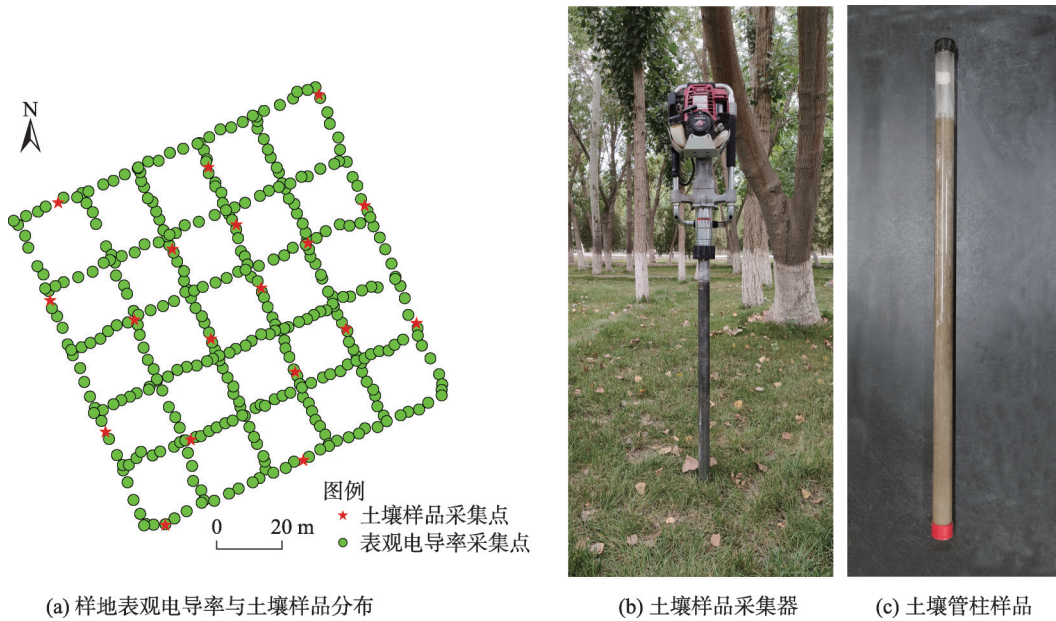 N
图例
0 20 m
土壤样品采集点
表观电导率采集点
(a) 样地表观电导率与土壤样品分布
(b) 土壤样品采集器
(c) 土壤管柱样品